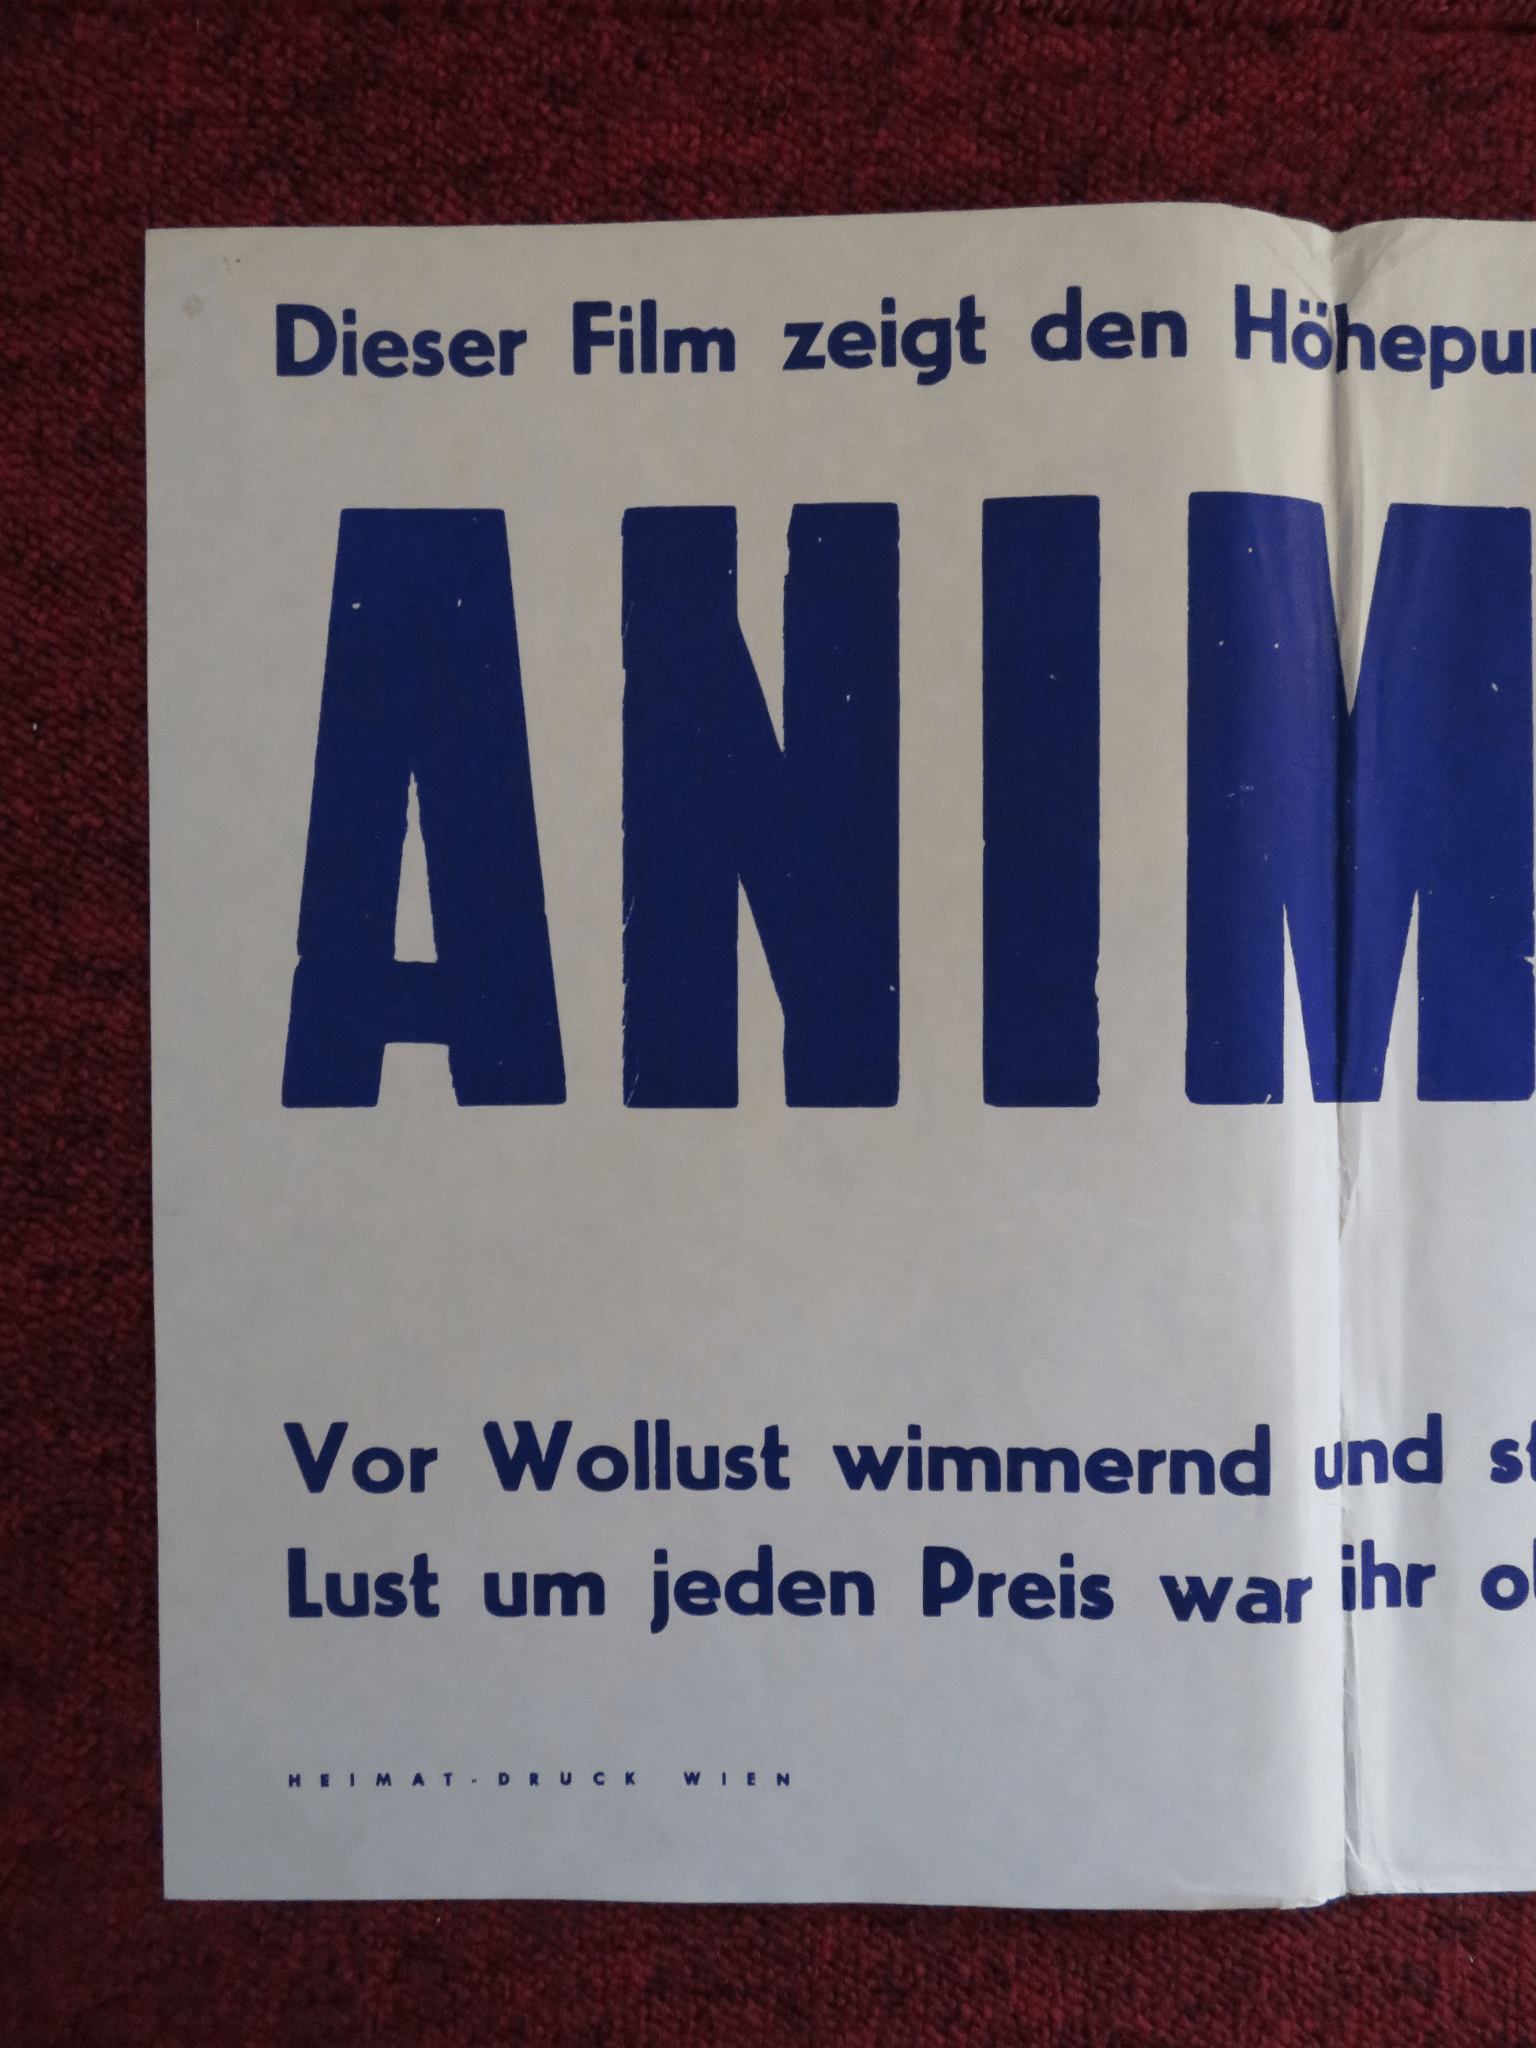 Dieser Film zeigt den Höhepun
ANIM
Vor Wollust wimmernd und st
Lust um jeden Preis war ihr ob
HEIMAT-DRUCK WIEN